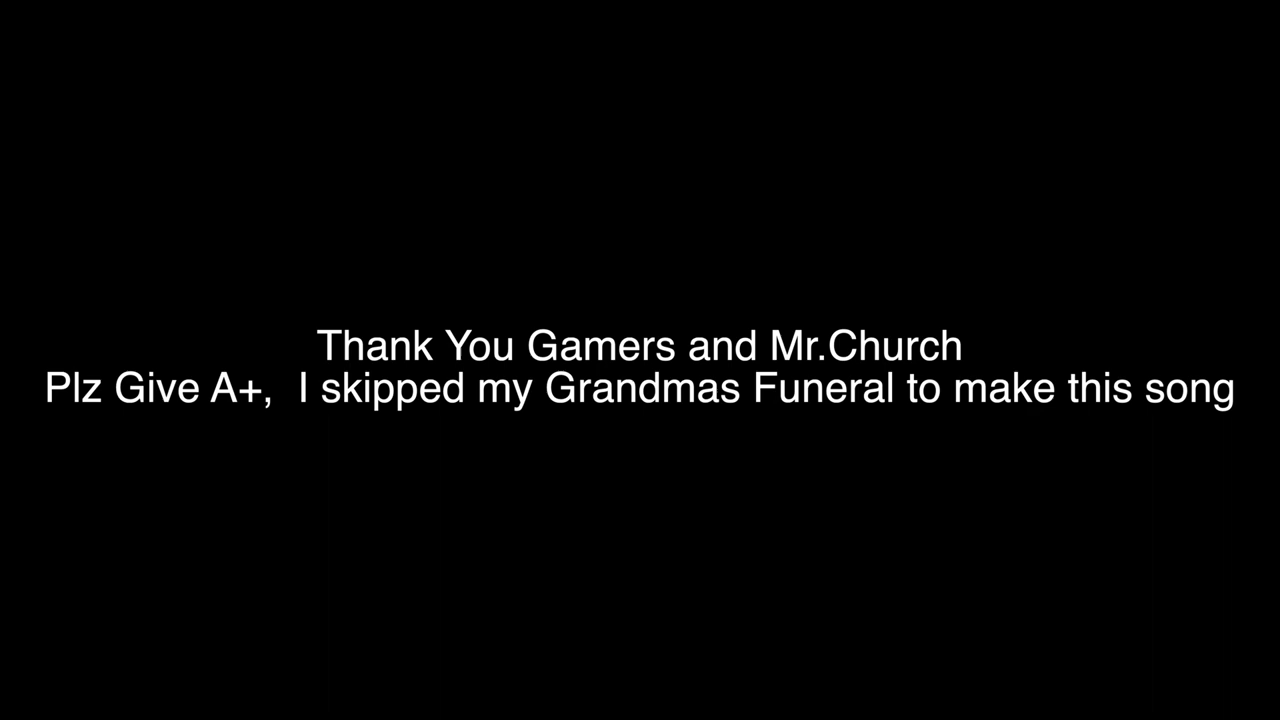 Thank You Gamers and Mr.Church
Plz Give A+,  I skipped my Grandmas Funeral to make this song